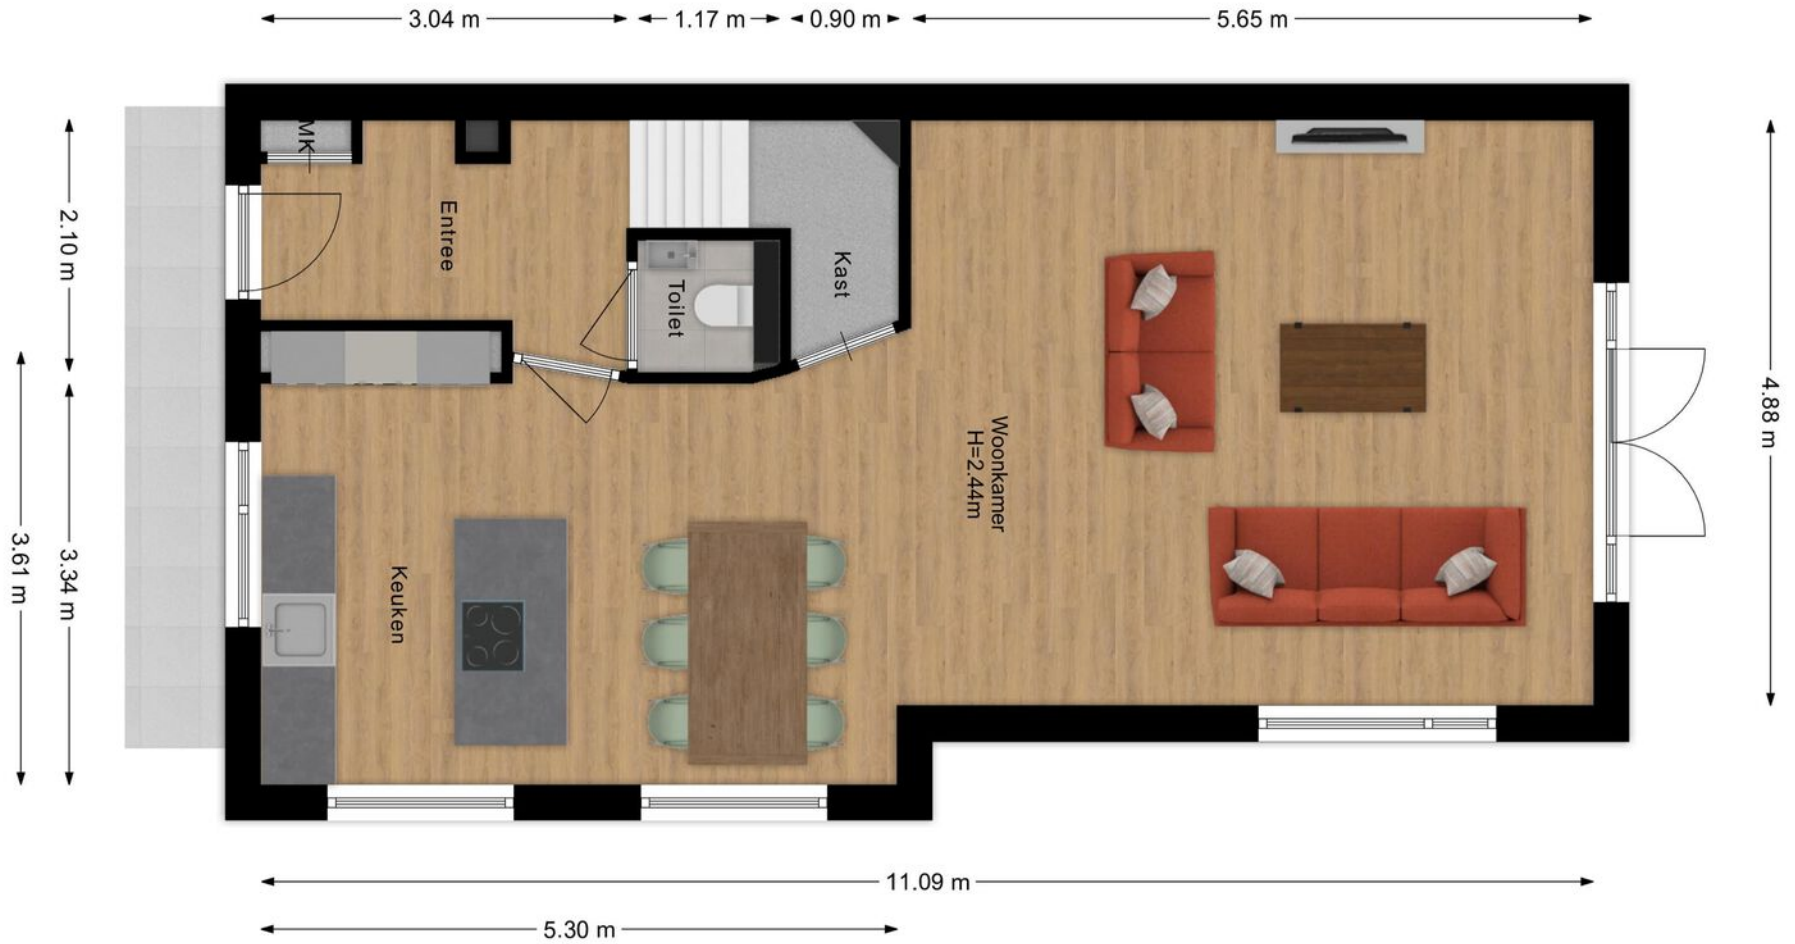 3.04 m
1.17 m
0.90 m
5.65 m
MK
Entree
Toilet
Kast
2.10 m
3.34 m
3.61 m
4.88 m
Woonkamer
H=2.44m
Keuken
11.09 m
5.30 m